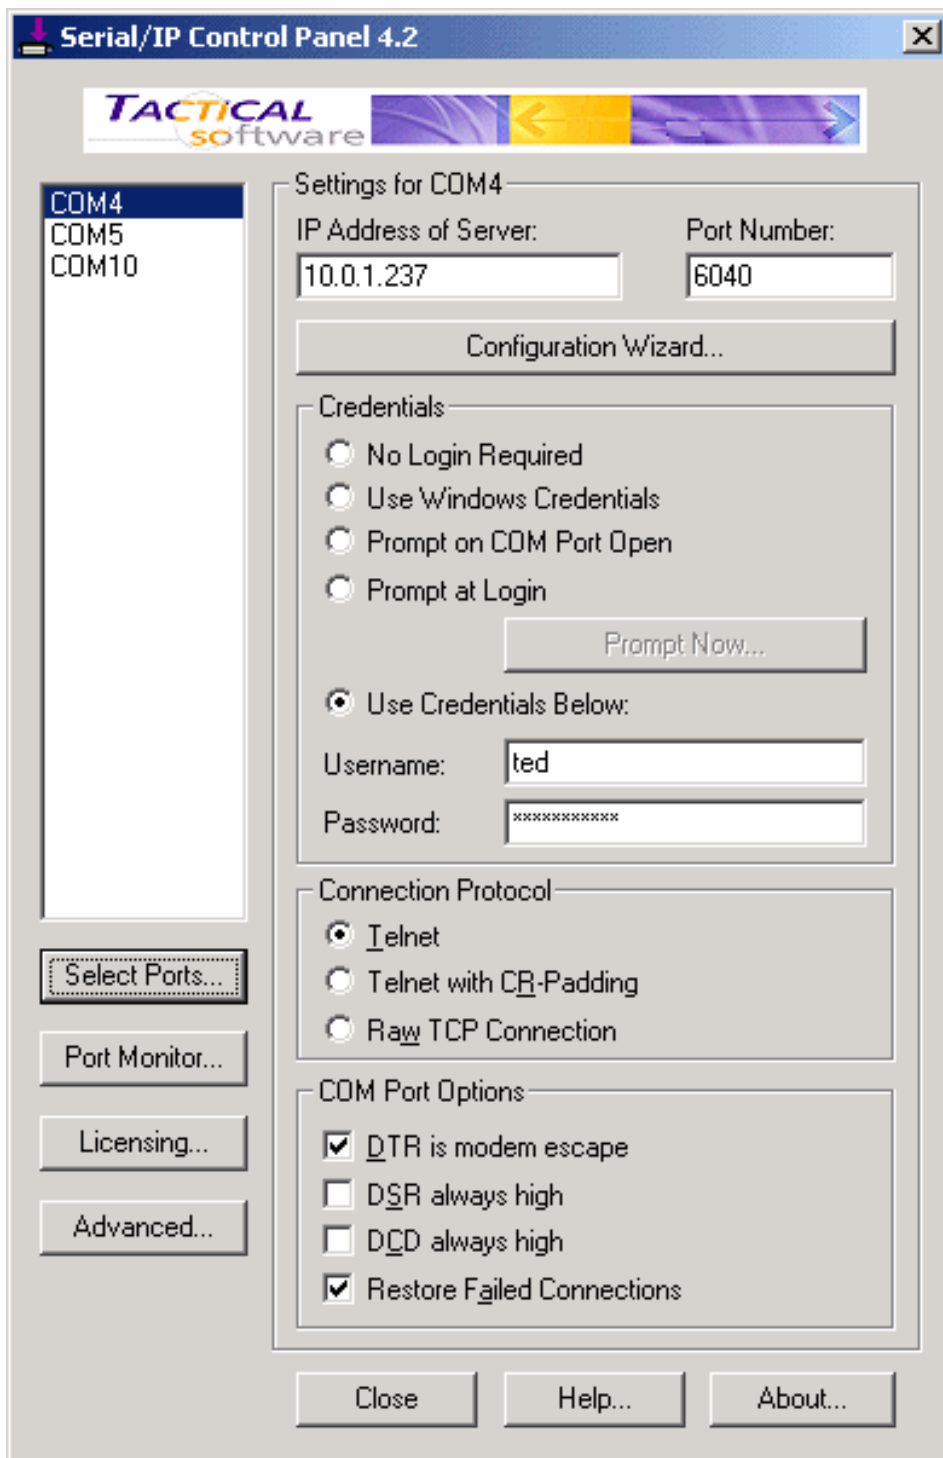 Serial/IP Control Panel 4.2
TACTICAL
software
COM4
COM5
COM10
Settings for COM4
IP Address of Server: Port Number:
10.0.1.237 6040
Configuration Wizard...
Credentials
No Login Required
Use Windows Credentials
Prompt on COM Port Open
Prompt at Login
Prompt Now...
Use Credentials Below:
Username: ted
Password: ***********
Connection Protocol
Telnet
Telnet with CR-Padding
Raw TCP Connection
COM Port Options
DTR is modem escape
DSR always high
DCD always high
Restore Failed Connections
Select Ports...
Port Monitor...
Licensing...
Advanced...
Close Help... About...